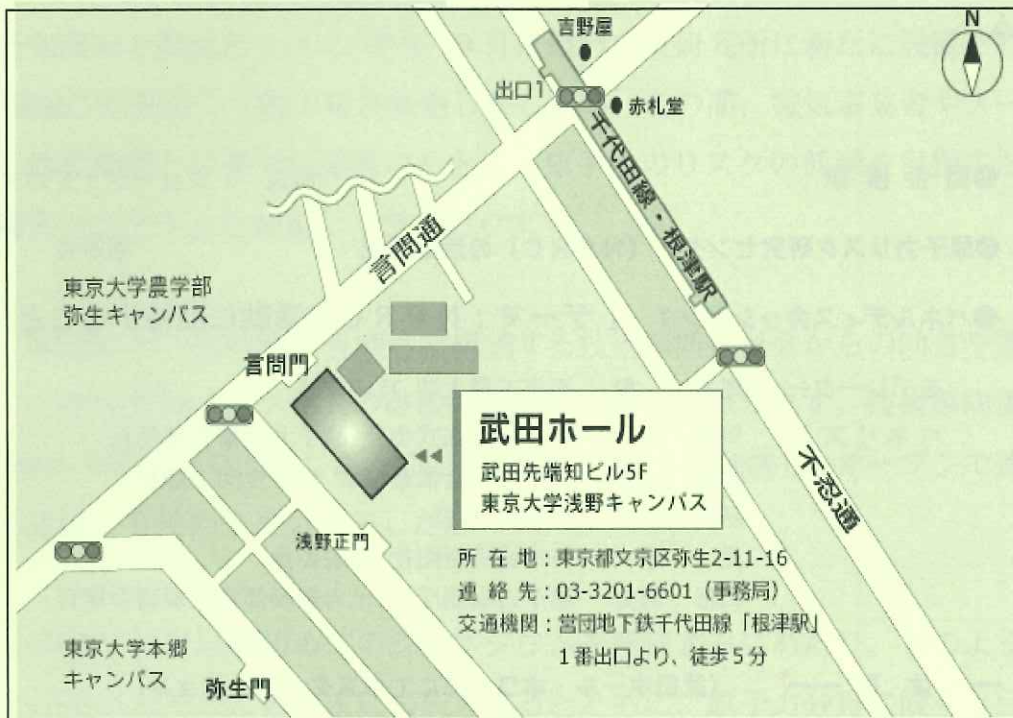 N
吉野屋
出口1
赤札堂
千代田線・根津駅
言問通
東京大学農学部
弥生キャンパス
言問門
武田ホール
武田先端知ビル5F
東京大学浅野キャンパス
不忍通
浅野正門
所在地：東京都文京区弥生2-11-16
連絡先：03-3201-6601（事務局）
交通機関：営団地下鉄千代田線「根津駅」
1番出口より、徒歩5分
東京大学本郷
キャンパス
弥生門